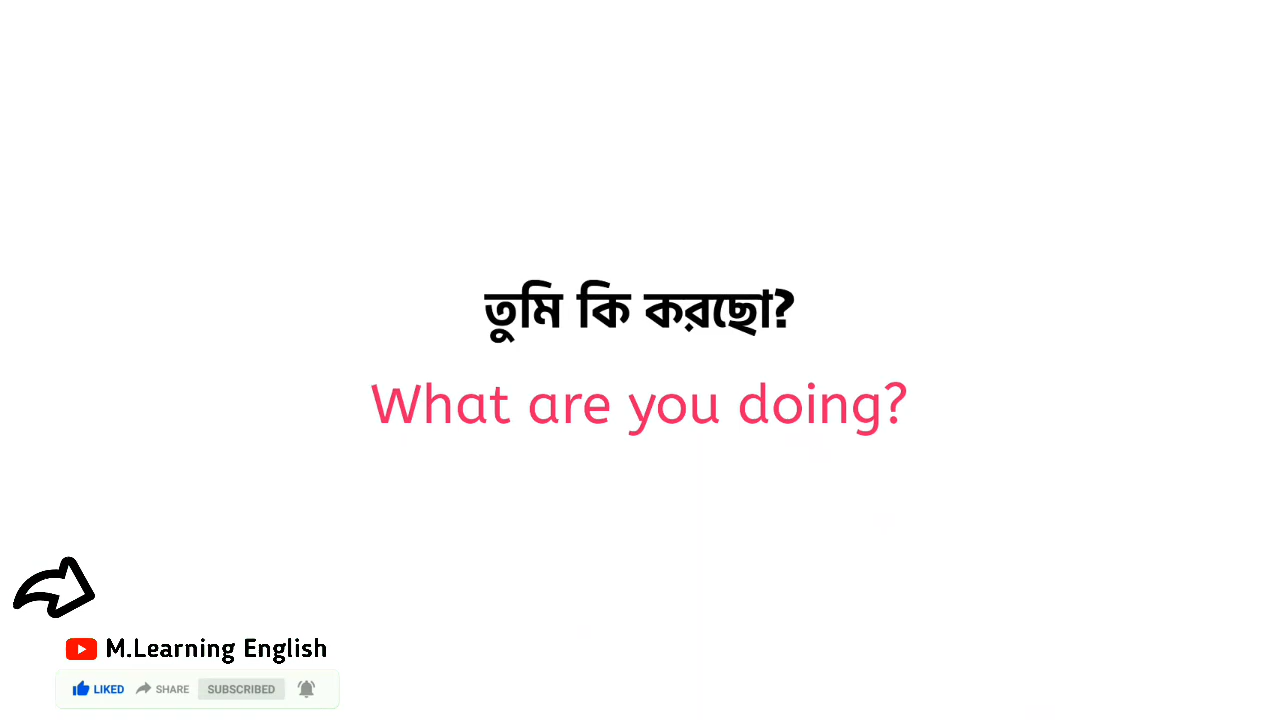 তুমি কি করছো?
What are you doing?
M.Learning English
LIKED SHARE SUBSCRIBED